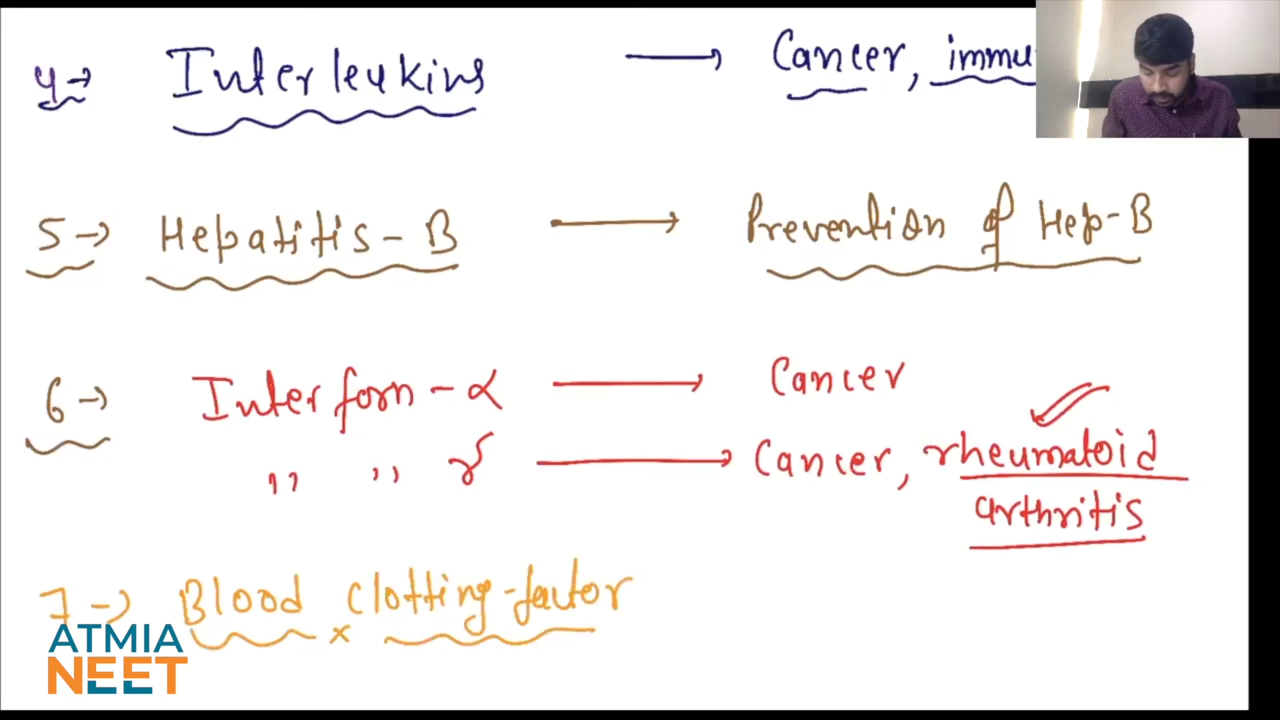 4→ Interleukins → Cancer, immu
5→ Hepatitis-B → Prevention of Hep-B
6→ Interforn-α → Cancer
,, ,, γ → Cancer, rheumatoid
arthritis
7→ Blood clotting-factor
×
ATMIA
NEET